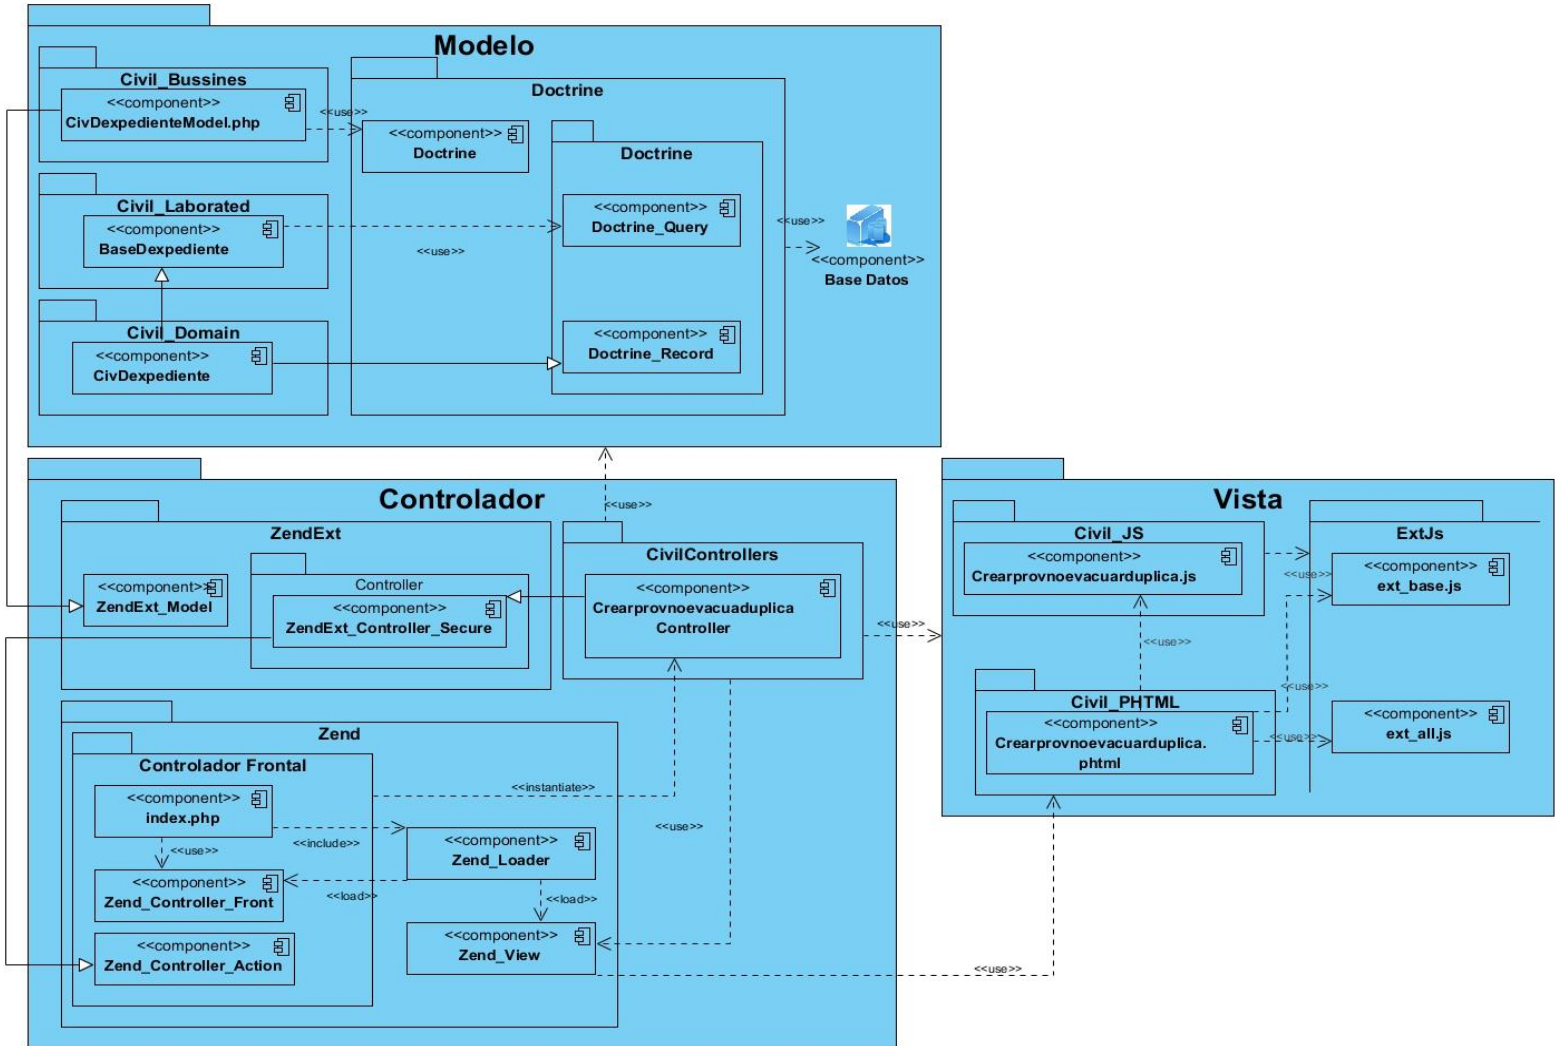 Modelo
Civil_Bussines
<<component>>
CivDexpedienteModel.php
<<use>>
Doctrine
<<component>>
Doctrine
Doctrine
<<component>>
Doctrine_Query
<<component>>
Doctrine_Record
Civil_Laborated
<<component>>
BaseDexpediente
<<use>>
Civil_Domain
<<component>>
CivDexpediente
<<use>>
<<component>>
Base Datos
<<use>>
Controlador
ZendExt
<<component>>
ZendExt_Model
Controller
<<component>>
ZendExt_Controller_Secure
CivilControllers
<<component>>
Crearprovnoevacuaduplica
Controller
<<use>>
Zend
Controlador Frontal
<<component>>
index.php
<<use>>
<<include>>
<<instantiate>>
<<use>>
<<component>>
Zend_Loader
<<component>>
Zend_Controller_Front
<<load>>
<<load>>
<<component>>
Zend_Controller_Action
<<component>>
Zend_View
<<use>>
Vista
Civil_JS
<<component>>
Crearprovnoevacuarduplica.js
<<use>>
ExtJs
<<component>>
ext_base.js
<<use>>
<<use>>
Civil_PHTML
<<component>>
Crearprovnoevacuarduplica.
phtml
<<use>>
<<component>>
ext_all.js